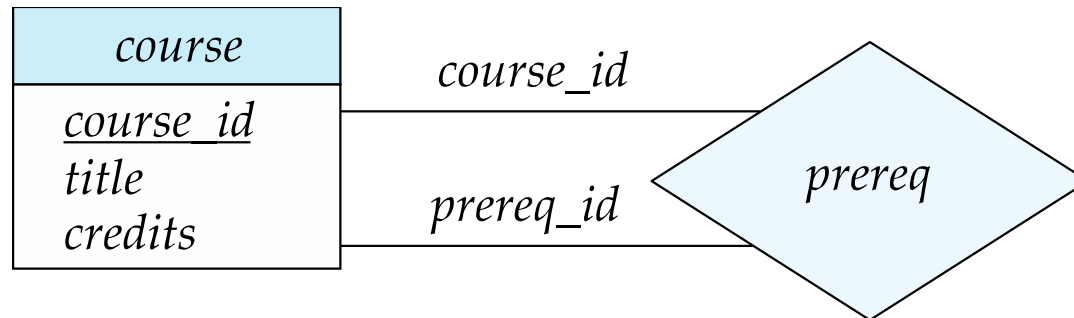 course
course_id
title
credits
course_id
prereq_id
prereq